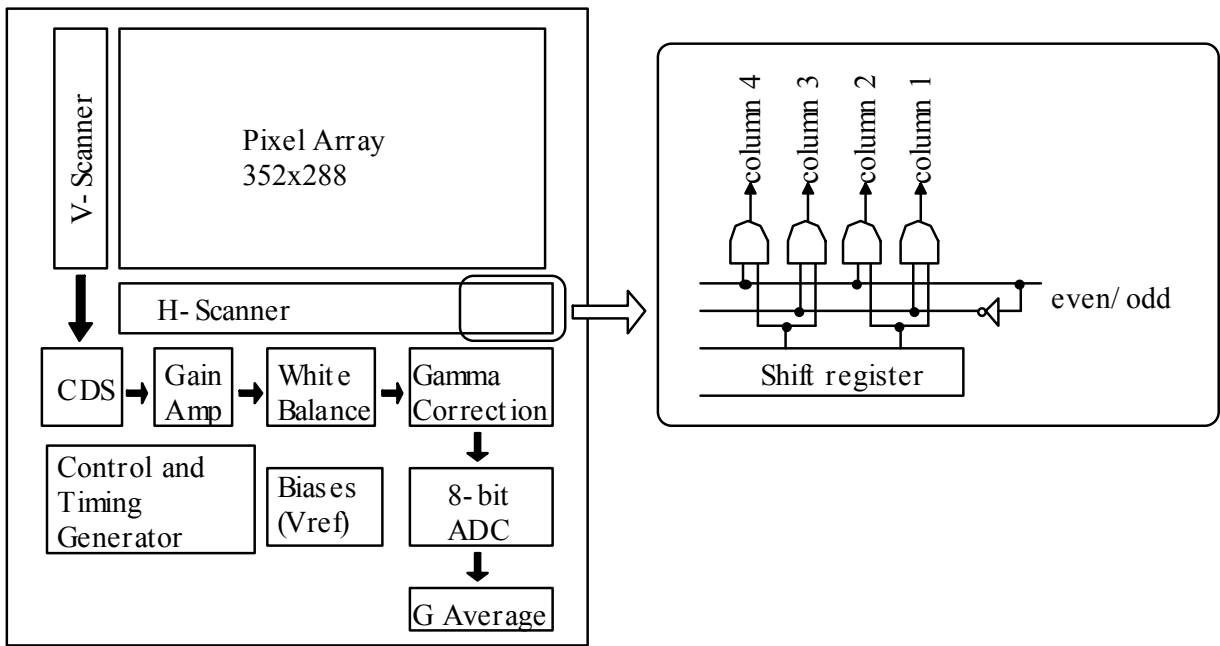 V-Scanner
Pixel Array
352x288
H-Scanner
CDS
Gain
Amp
White
Balance
Gamma
Correction
Control and
Timing
Generator
Biases
(Vref)
8-bit
ADC
G Average
column 4
column 3
column 2
column 1
even/odd
Shift register